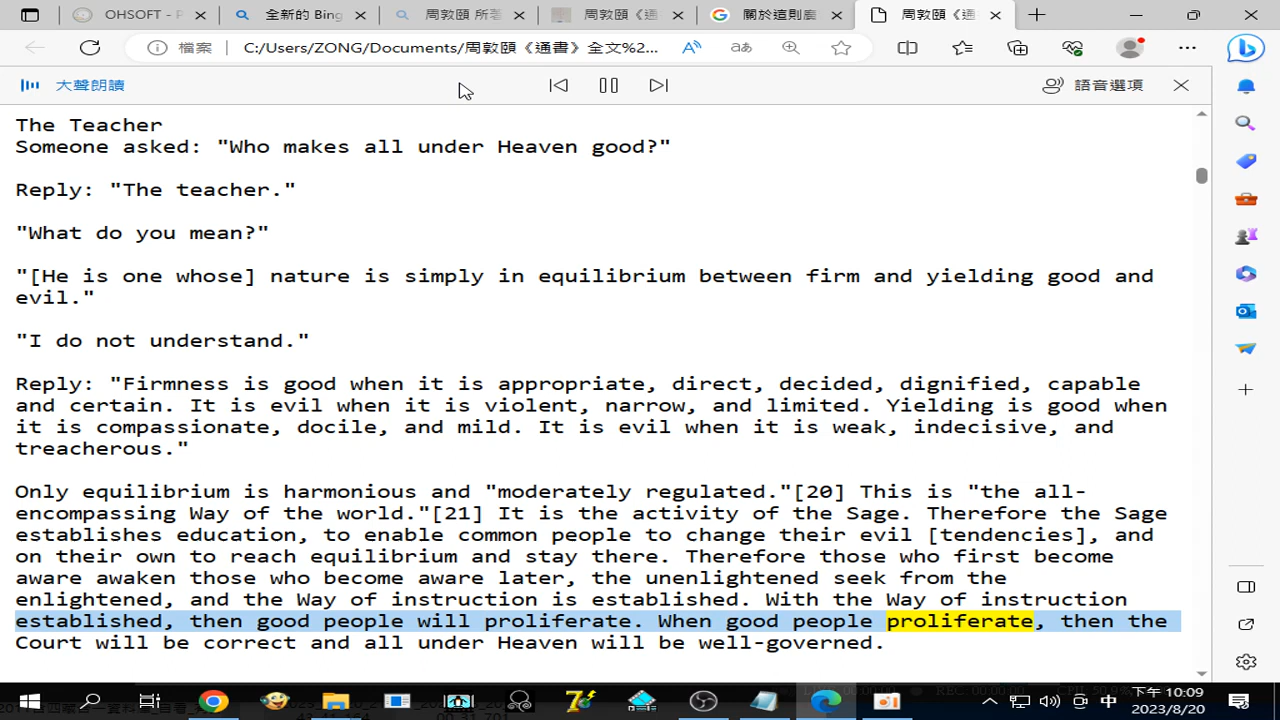 OHSOFT - F
全新的 Bing
周敦頤 所著
周敦頤《通
關於這則廳
周敦頤《通
檔案
C:/Users/ZONG/Documents/周敦頤《通書》全文%2...
大聲朗讀
語音選項
The Teacher
Someone asked: "Who makes all under Heaven good?"
Reply: "The teacher."
"What do you mean?"
"[He is one whose] nature is simply in equilibrium between firm and yielding good and
evil."
"I do not understand."
Reply: "Firmness is good when it is appropriate, direct, decided, dignified, capable
and certain. It is evil when it is violent, narrow, and limited. Yielding is good when
it is compassionate, docile, and mild. It is evil when it is weak, indecisive, and
treacherous."
Only equilibrium is harmonious and "moderately regulated."[20] This is "the all-
encompassing Way of the world."[21] It is the activity of the Sage. Therefore the Sage
establishes education, to enable common people to change their evil [tendencies], and
on their own to reach equilibrium and stay there. Therefore those who first become
aware awaken those who become aware later, the unenlightened seek from the
enlightened, and the Way of instruction is established. With the Way of instruction
established, then good people will proliferate. When good people proliferate, then the
Court will be correct and all under Heaven will be well-governed.
中
下午 10:09
2023/8/20